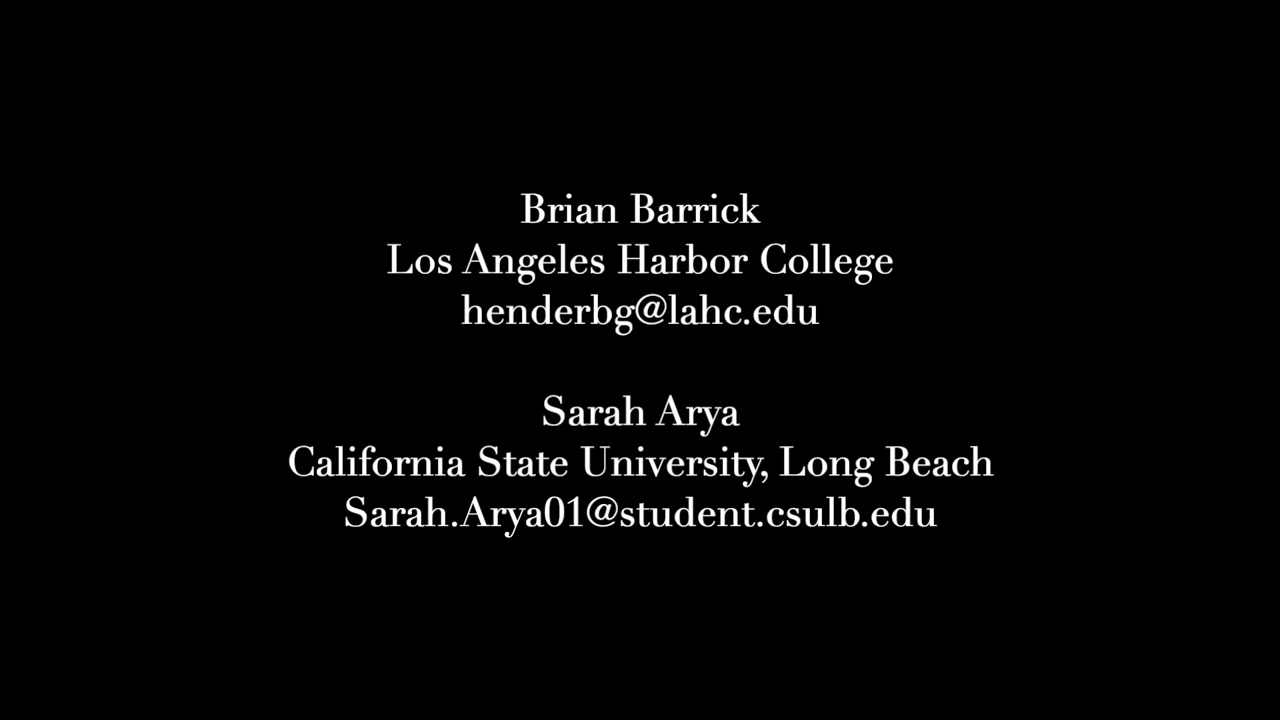 Brian Barrick
Los Angeles Harbor College
henderbg@lahc.edu
Sarah Arya
California State University, Long Beach
Sarah.Arya01@student.csulb.edu